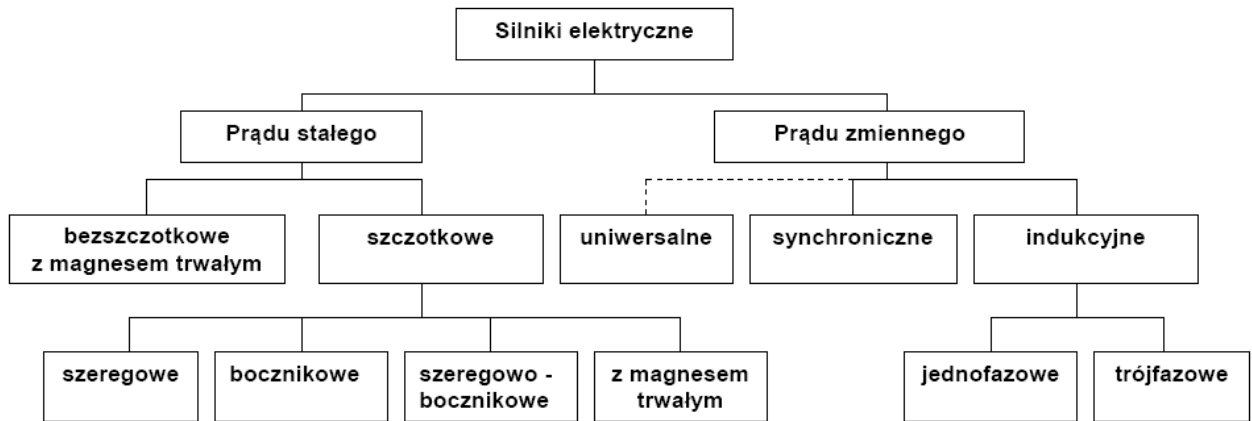 Silniki elektryczne
Prądu stałego
Prądu zmiennego
bezszczotkowe
z magnesem trwałym
szczotkowe
uniwersalne
synchroniczne
indukcyjne
szeregowe
bocznikowe
szeregowo -
bocznikowe
z magnesem
trwałym
jednofazowe
trójfazowe